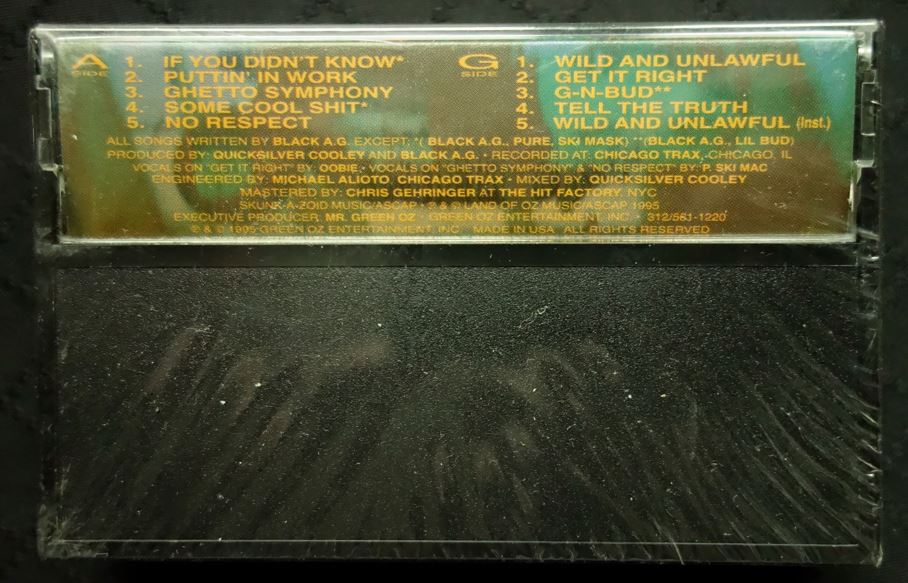 A SIDE
1. IF YOU DIDN'T KNOW*
2. PUTTIN' IN WORK
3. GHETTO SYMPHONY
4. SOME COOL SHIT*
5. NO RESPECT
G SIDE
1. WILD AND UNLAWFUL
2. GET IT RIGHT
3. G-N-BUD**
4. TELL THE TRUTH
5. WILD AND UNLAWFUL (Inst.)
ALL SONGS WRITTEN BY BLACK A.G. EXCEPT: *( BLACK A.G., PURE, SKI MASK) **(BLACK A.G., LIL BUD)
PRODUCED BY: QUICKSILVER COOLEY AND BLACK A.G. • RECORDED AT: CHICAGO TRAX, CHICAGO, IL
VOCALS ON "GET IT RIGHT" BY: OOBIE, • VOCALS ON "GHETTO SYMPHONY" & "NO RESPECT" BY: P. SKI MAC
ENGINEERED BY: MICHAEL ALIOTO, CHICAGO TRAX • MIXED BY: QUICKSILVER COOLEY
MASTERED BY: CHRIS GEHRINGER AT THE HIT FACTORY, NYC
SKUNK-A-ZOID MUSIC/ASCAP • ℗ & © LAND OF OZ MUSIC/ASCAP 1995
EXECUTIVE PRODUCER: MR. GREEN OZ • GREEN OZ ENTERTAINMENT, INC. • 312/561-1220
℗ & © 1995 GREEN OZ ENTERTAINMENT, INC. MADE IN USA ALL RIGHTS RESERVED